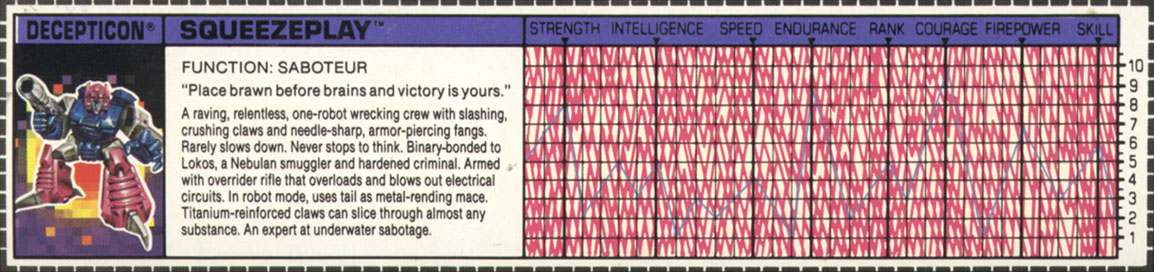 DECEPTICON®
SQUEEZEPLAY™
STRENGTH INTELLIGENCE SPEED ENDURANCE RANK COURAGE FIREPOWER SKILL
FUNCTION: SABOTEUR
"Place brawn before brains and victory is yours."
A raving, relentless, one-robot wrecking crew with slashing,
crushing claws and needle-sharp, armor-piercing fangs.
Rarely slows down. Never stops to think. Binary-bonded to
Lokos, a Nebulan smuggler and hardened criminal. Armed
with overrider rifle that overloads and blows out electrical
circuits. In robot mode, uses tail as metal-rending mace.
Titanium-reinforced claws can slice through almost any
substance. An expert at underwater sabotage.
10
9
8
7
6
5
4
3
2
1